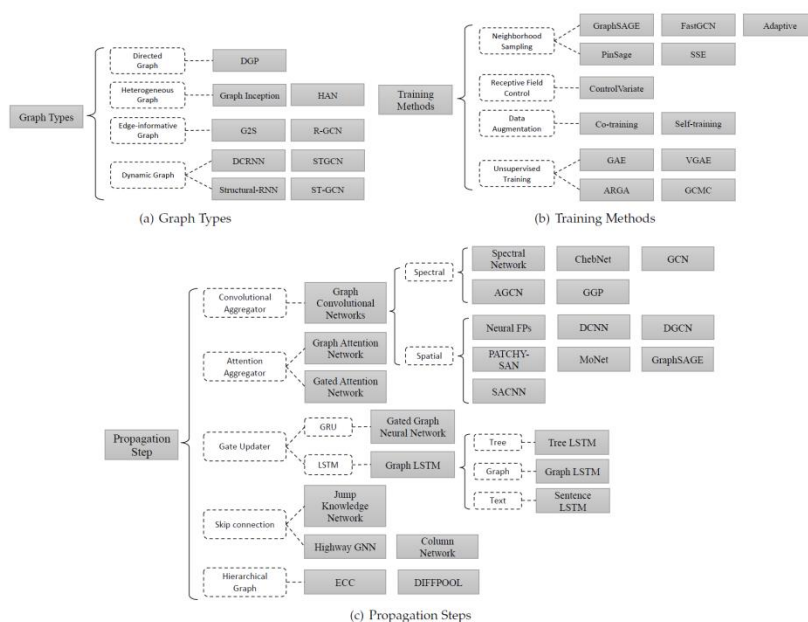 Graph Types
Directed
Graph
DGP
Heterogeneous
Graph
Graph Inception
HAN
Edge-informative
Graph
G2S
R-GCN
Dynamic Graph
DCRNN
STGCN
Structural-RNN
ST-GCN
(a) Graph Types
Training
Methods
Neighborhood
Sampling
GraphSAGE
FastGCN
Adaptive
PinSage
SSE
Receptive Field
Control
ControlVariate
Data
Augmentation
Co-training
Self-training
Unsupervised
Training
GAE
VGAE
ARGA
GCMC
(b) Training Methods
Propagation
Step
Convolutional
Aggregator
Graph
Convolutional
Networks
Spectral
Spectral
Network
ChebNet
GCN
AGCN
GGP
Spatial
Neural FPs
DCNN
DGCN
PATCHY-
SAN
MoNet
GraphSAGE
SACNN
Attention
Aggregator
Graph Attention
Network
Gated Attention
Network
Gate Updater
GRU
Gated Graph
Neural Network
LSTM
Graph LSTM
Tree
Tree LSTM
Graph
Graph LSTM
Text
Sentence
LSTM
Skip connection
Jump
Knowledge
Network
Highway GNN
Column
Network
Hierarchical
Graph
ECC
DIFFPOOL
(c) Propagation Steps